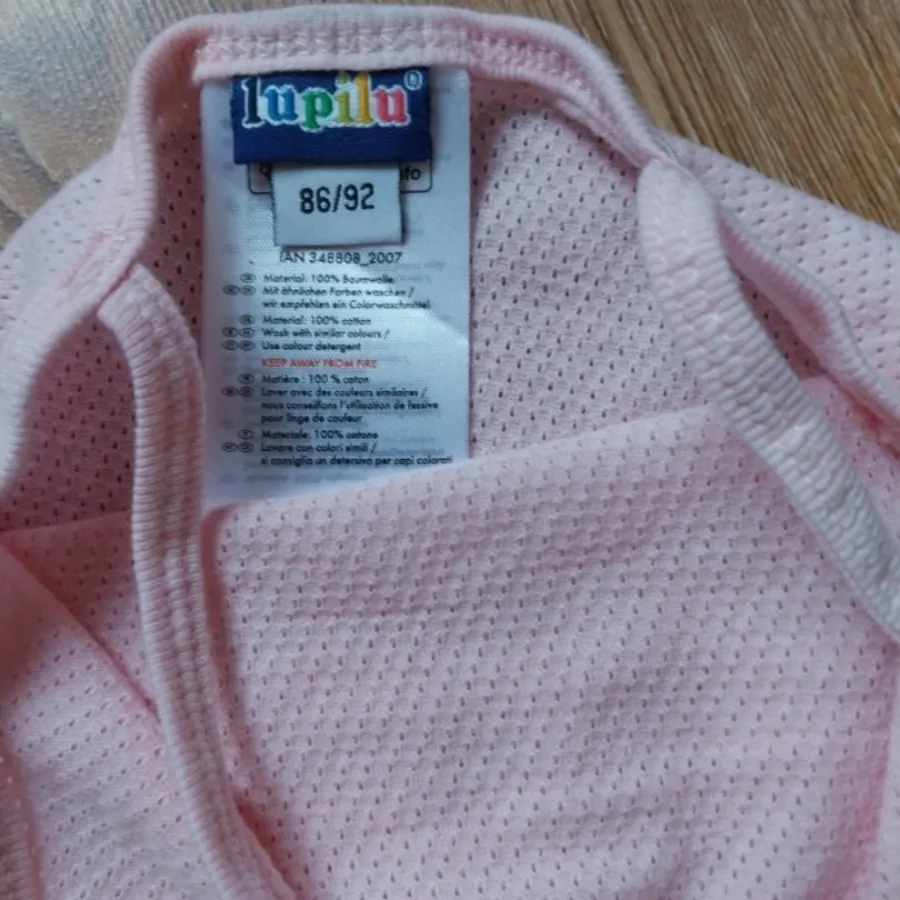 lupilu®
fo
86/92
IAN 348808_2007
Material: 100% Baumwolle
Mit ähnlichen Farben waschen /
wir empfehlen ein Colorwaschmittel
Material: 100% cotton
Wash with similar colours /
Use colour detergent
KEEP AWAY FROM FIRE
Matière: 100 % coton
Laver avec des couleurs similaires /
nous conseillons l'utilisation de lessive
pour linge de couleur
Materiale: 100% cotone
Lavare con colori simili /
si consiglia un detersivo per capi colorati